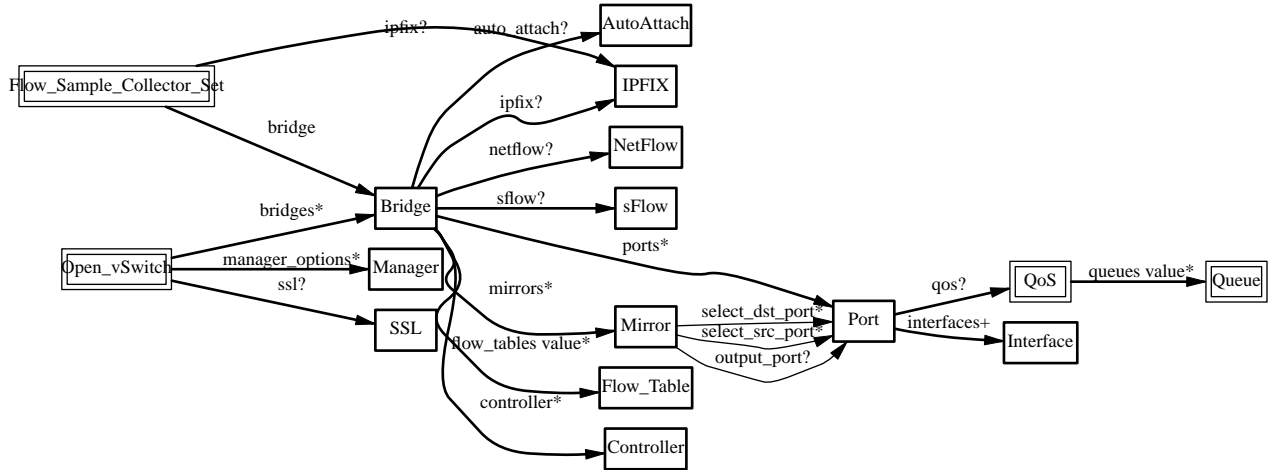 ipfix?
auto_attach?
AutoAttach
Flow_Sample_Collector_Set
IPFIX
ipfix?
bridge
netflow?
NetFlow
Bridge
sflow?
sFlow
bridges*
ports*
Open_vSwitch
manager_options*
Manager
ssl?
SSL
mirrors*
flow_tables value*
Mirror
select_dst_port*
select_src_port*
output_port?
Port
qos?
QoS
queues value*
Queue
interfaces+
Interface
Flow_Table
controller*
Controller